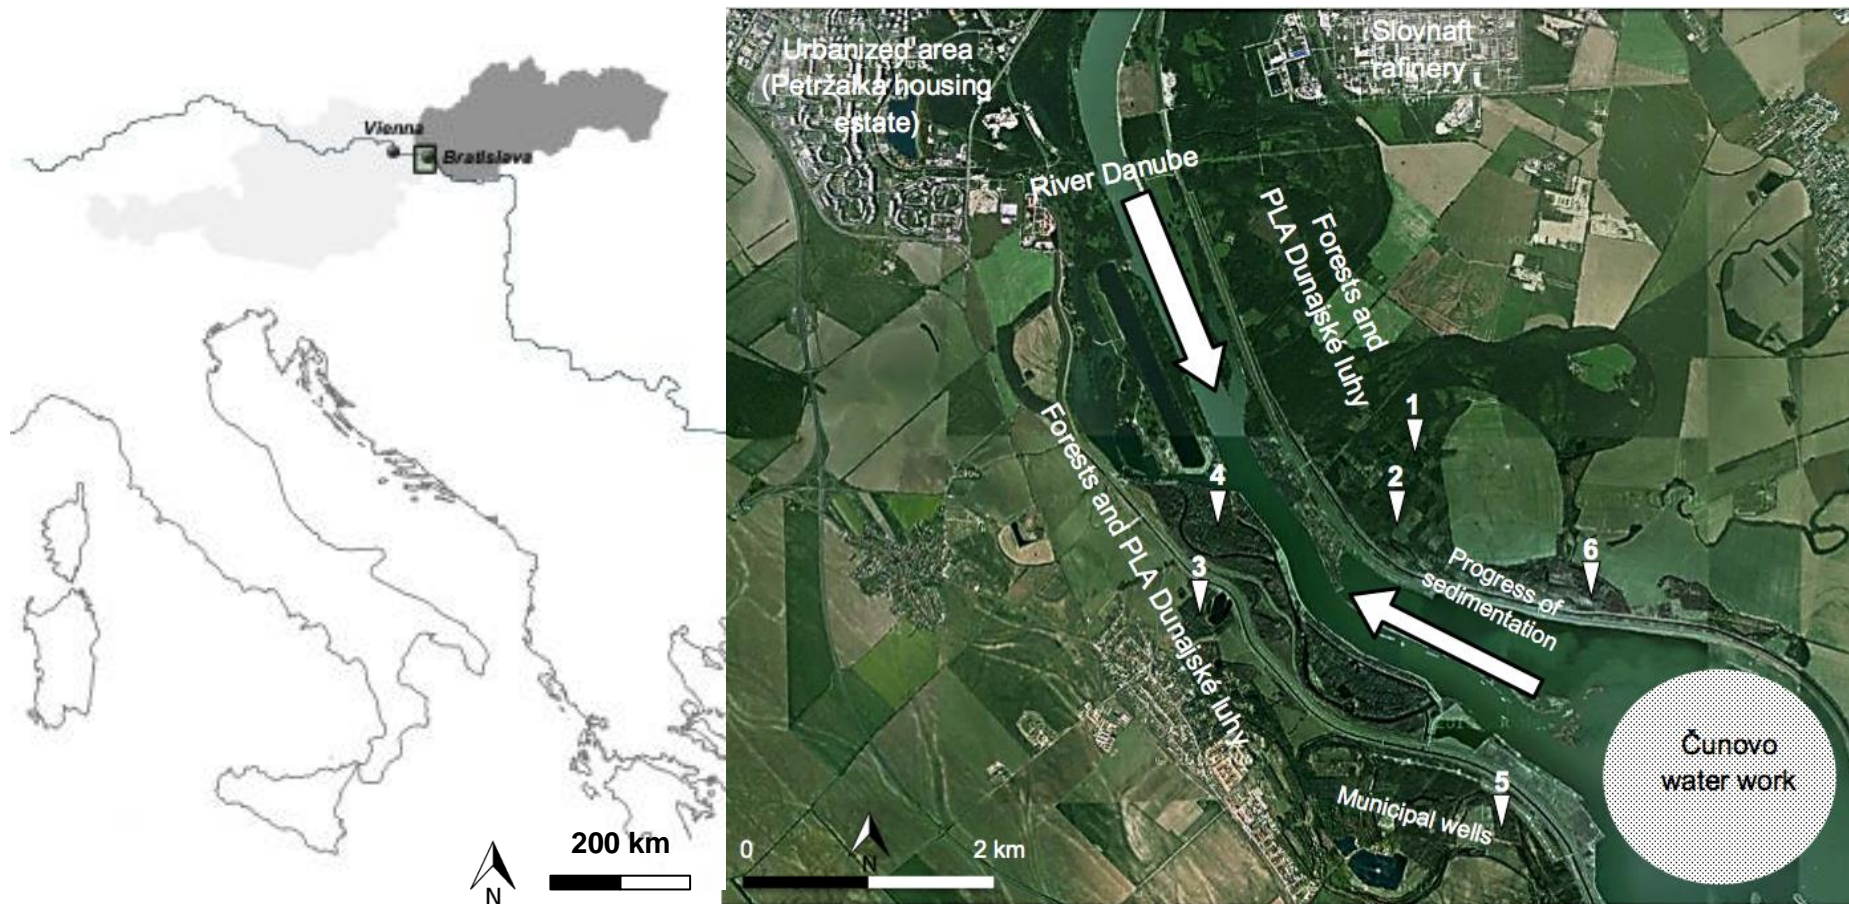 Vienna
Bratislava
N
200 km
Urbanized area
(Petržalka housing
estate)
Slovnaft
rafinery
River Danube
Forests and
PLA Dunajské luhy
1
2
4
3
6
Forests and PLA Dunajské luhy
Progress of
sedimentation
Čunovo
water work
5
Municipal wells
0
N
2 km